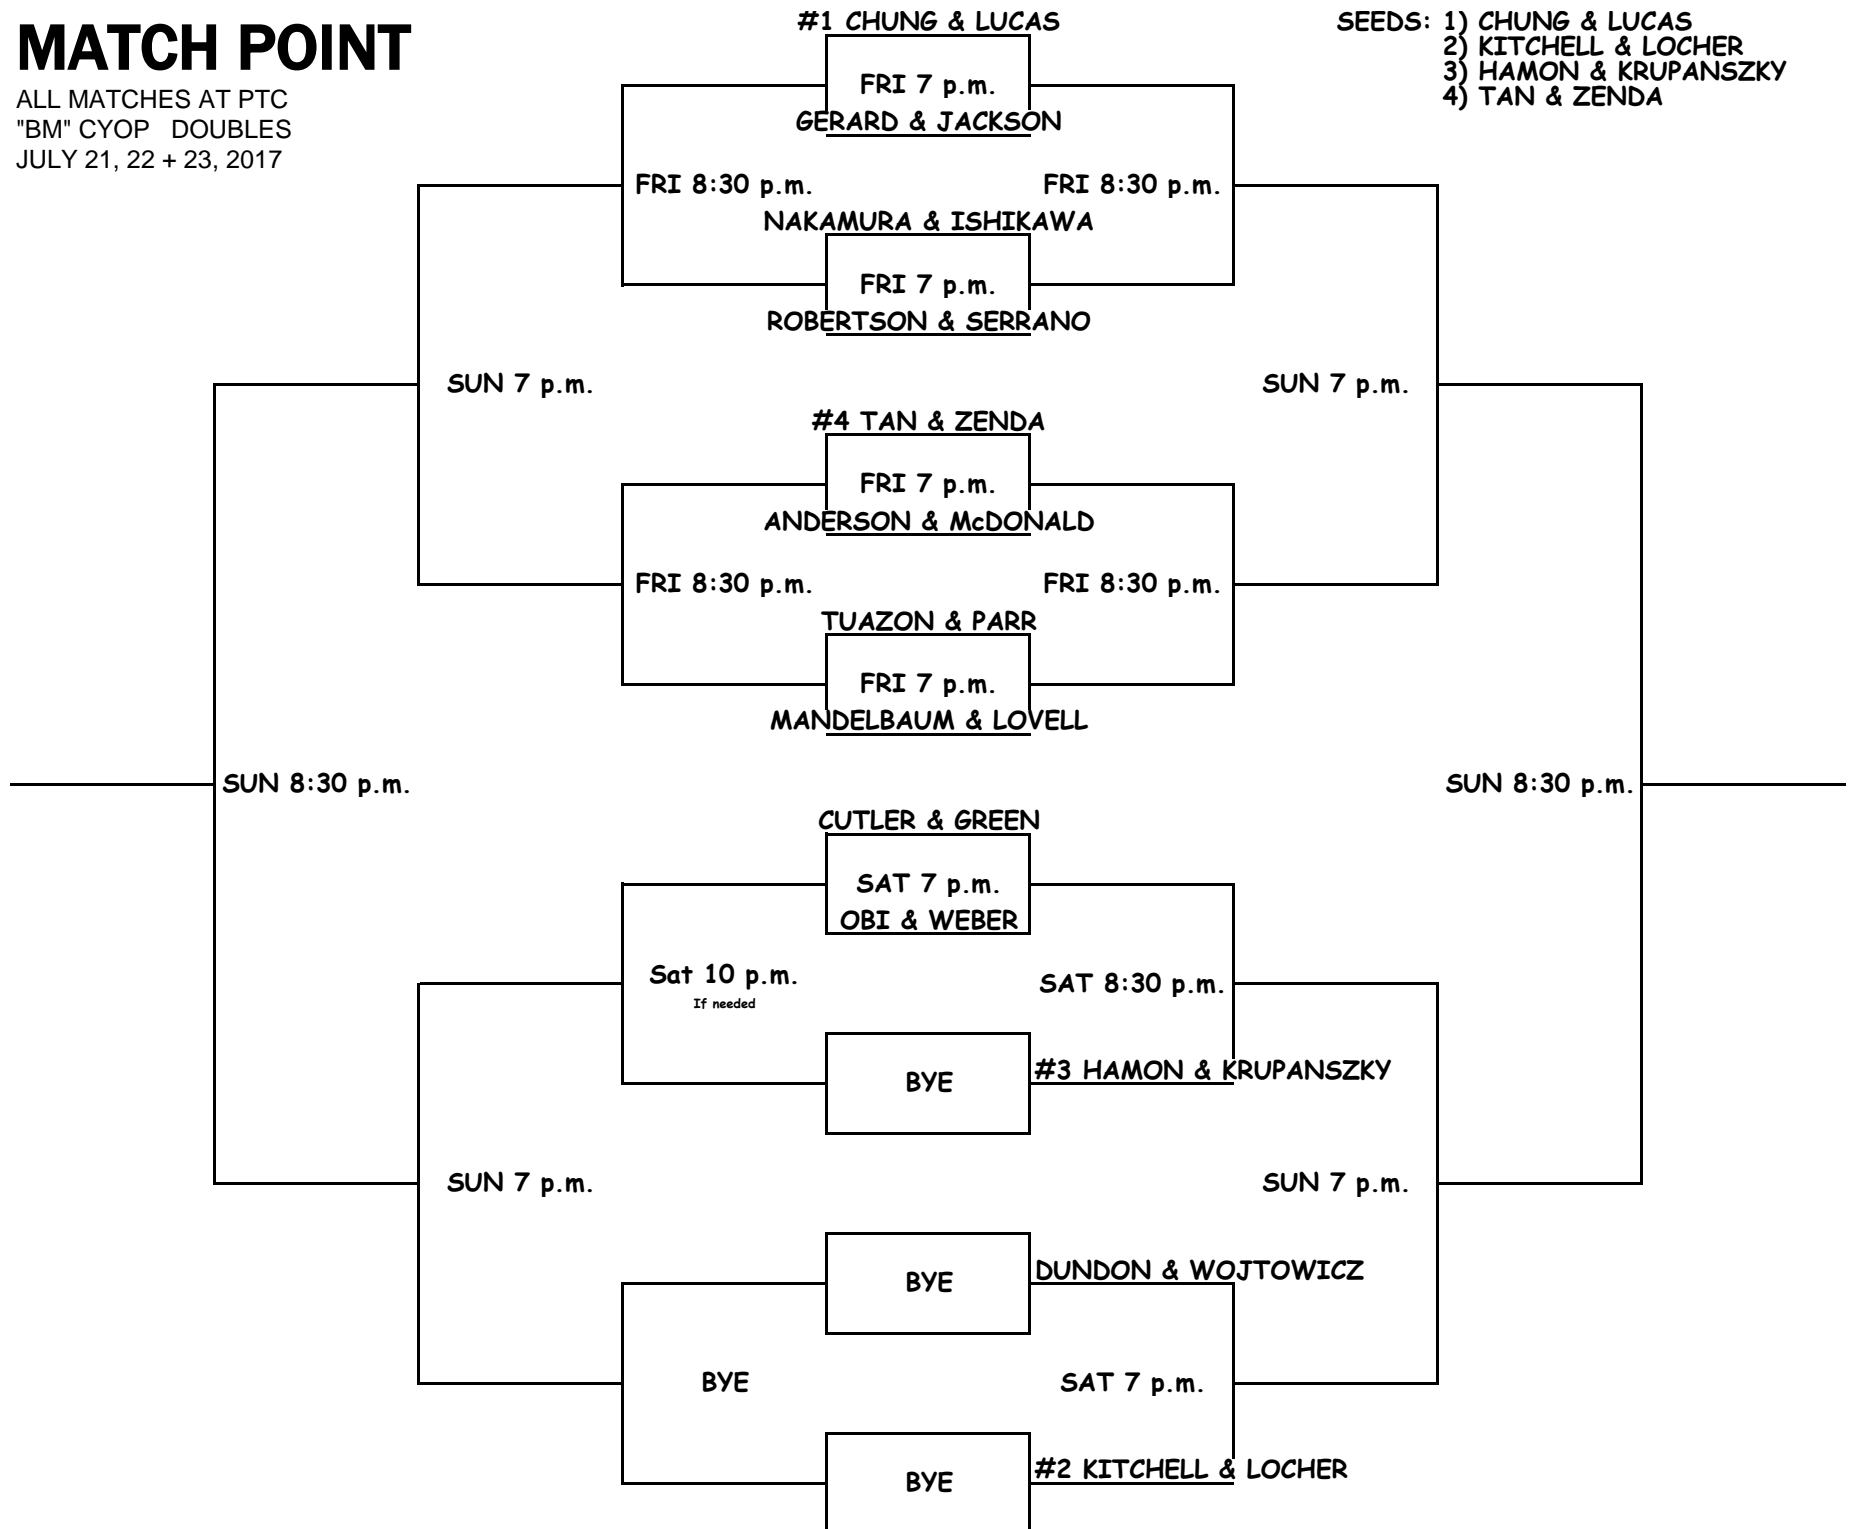 MATCH POINT
ALL MATCHES AT PTC
"BM" CYOP DOUBLES
JULY 21, 22 + 23, 2017
SEEDS: 1) CHUNG & LUCAS
2) KITCHELL & LOCHER
3) HAMON & KRUPANSZKY
4) TAN & ZENDA
#1 CHUNG & LUCAS
FRI 7 p.m.
GERARD & JACKSON
FRI 8:30 p.m. FRI 8:30 p.m.
NAKAMURA & ISHIKAWA
FRI 7 p.m.
ROBERTSON & SERRANO
SUN 7 p.m. SUN 7 p.m.
#4 TAN & ZENDA
FRI 7 p.m.
ANDERSON & McDONALD
FRI 8:30 p.m. FRI 8:30 p.m.
TUAZON & PARR
FRI 7 p.m.
MANDELBAUM & LOVELL
SUN 8:30 p.m. SUN 8:30 p.m.
CUTLER & GREEN
SAT 7 p.m.
OBI & WEBER
Sat 10 p.m. SAT 8:30 p.m.
If needed
BYE #3 HAMON & KRUPANSZKY
SUN 7 p.m. SUN 7 p.m.
BYE DUNDON & WOJTOWICZ
BYE SAT 7 p.m.
BYE #2 KITCHELL & LOCHER